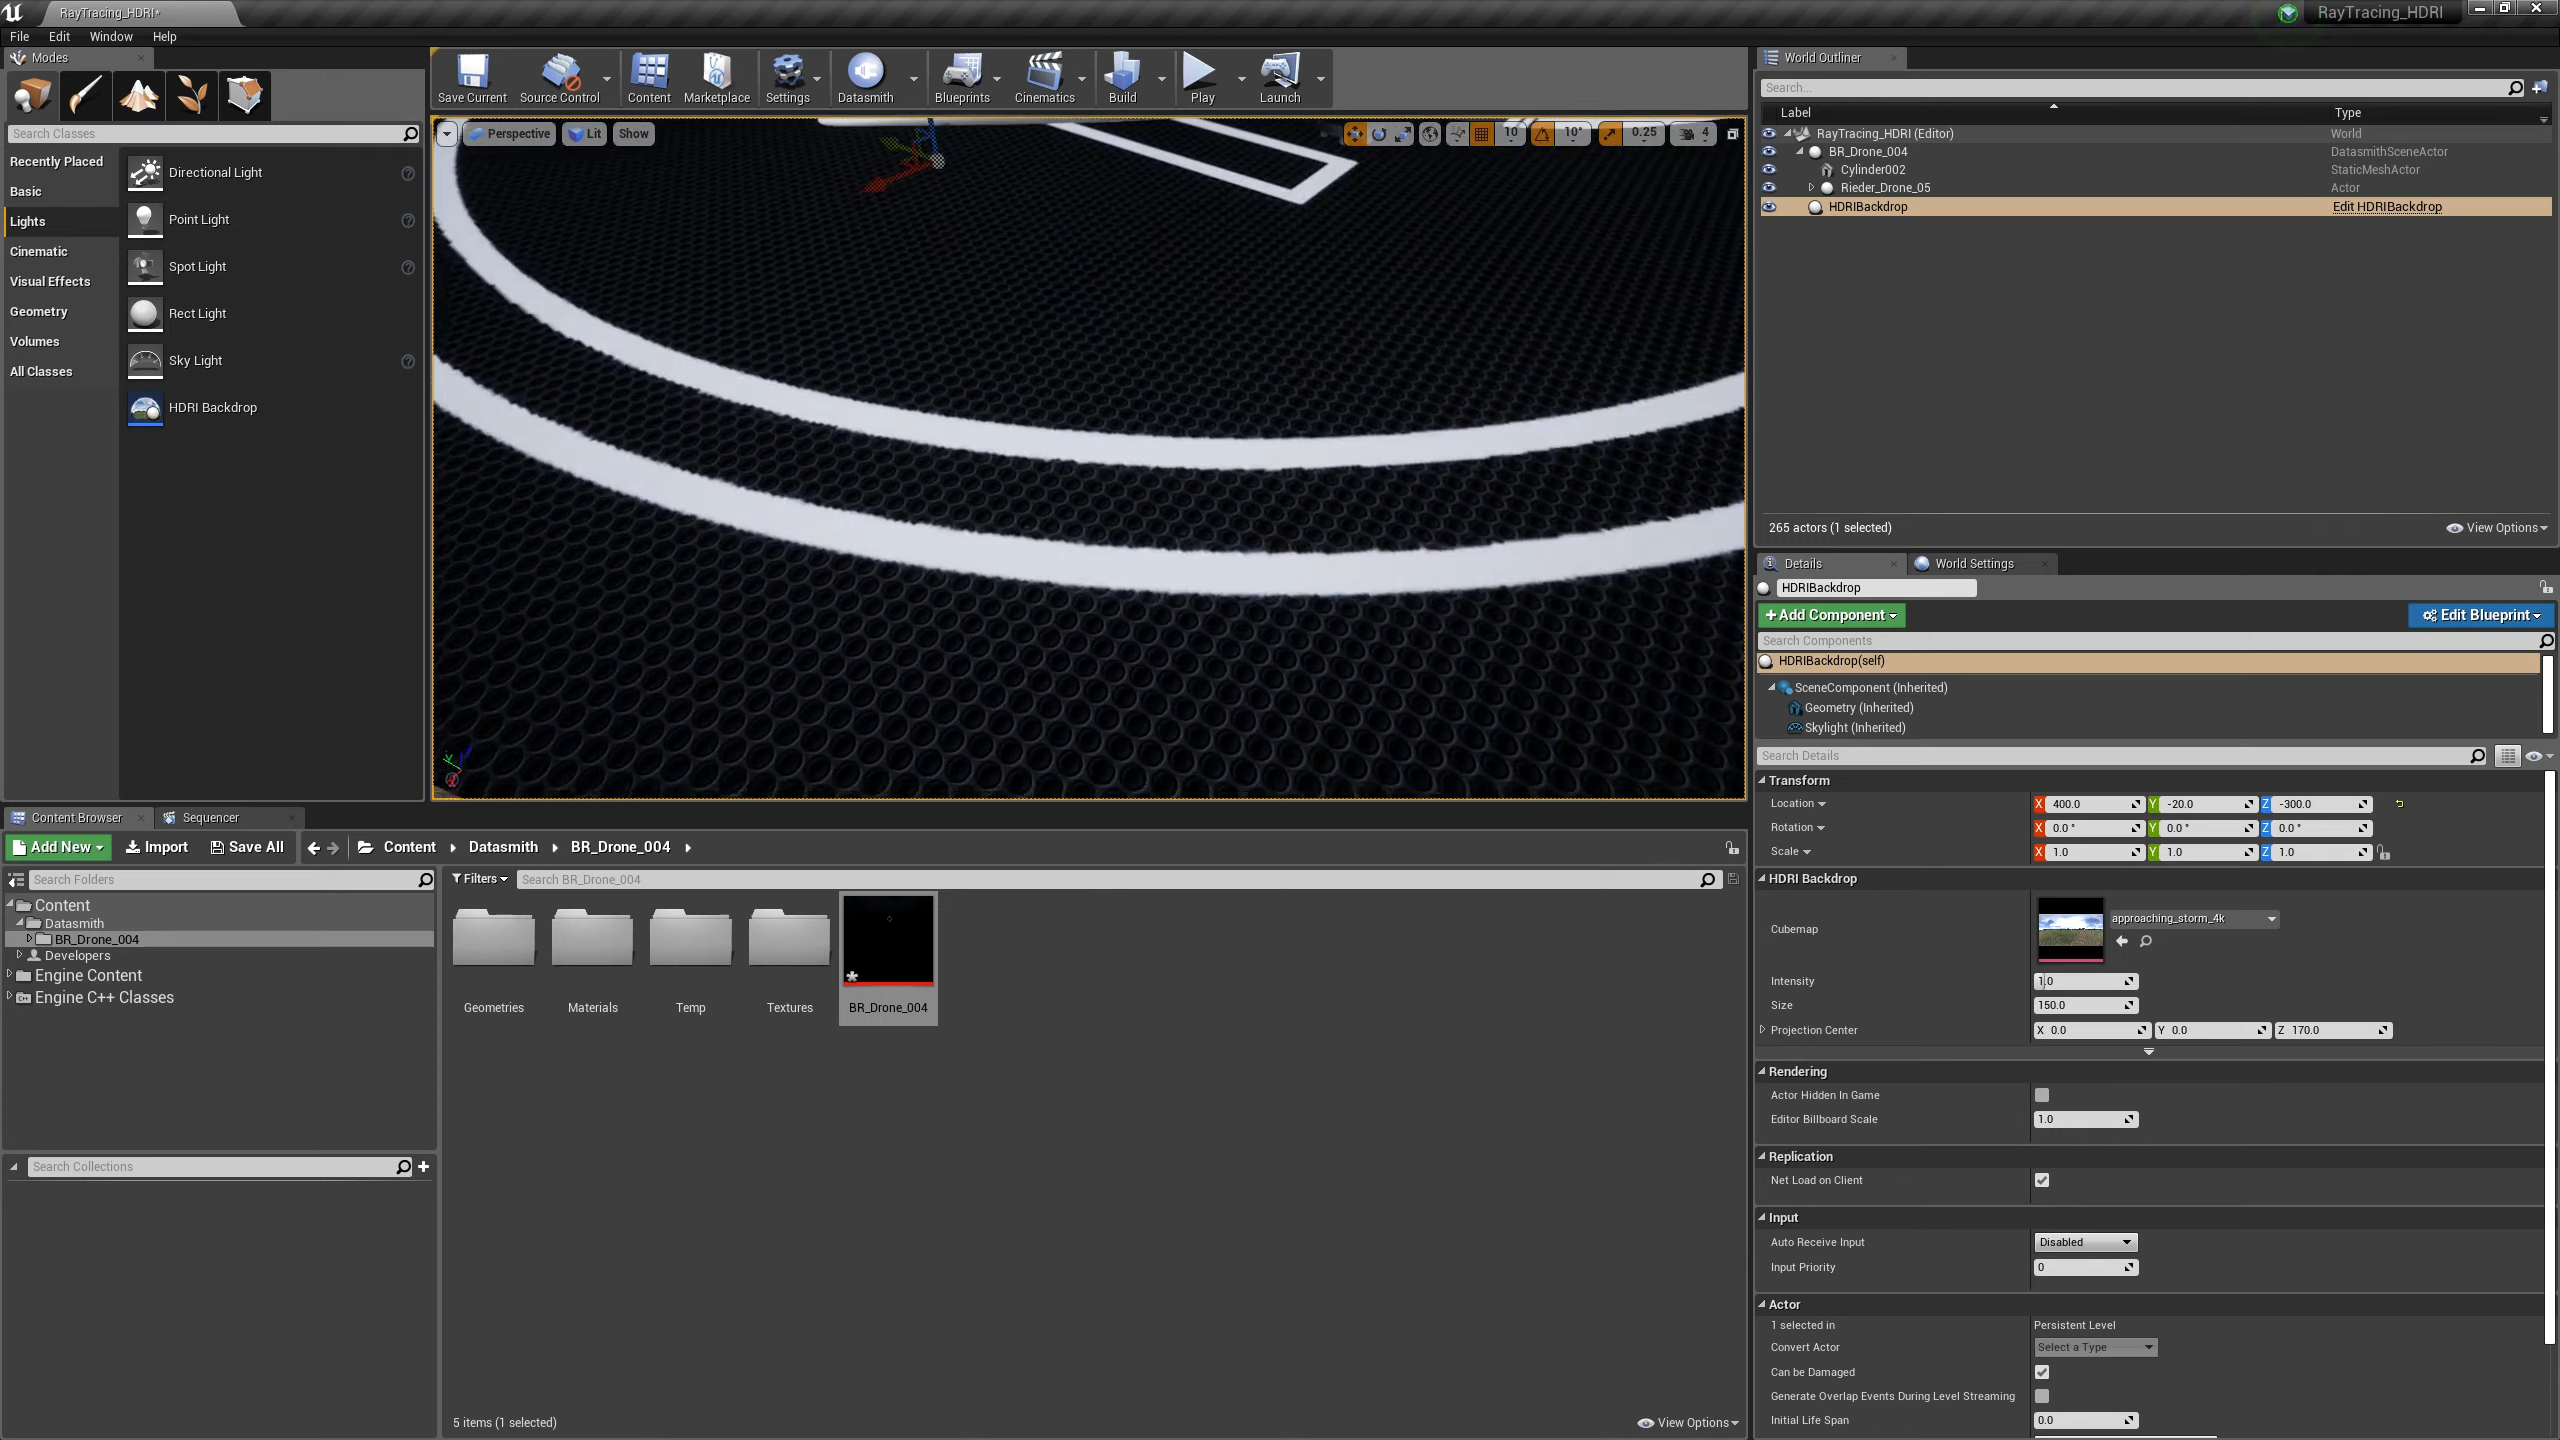 RayTracing_HDRI*
RayTracing_HDRI
File Edit Window Help
Modes
Search Classes
Recently Placed
Basic
Lights
Cinematic
Visual Effects
Geometry
Volumes
All Classes
Directional Light
Point Light
Spot Light
Rect Light
Sky Light
HDRI Backdrop
Save Current
Source Control
Content
Marketplace
Settings
Datasmith
Blueprints
Cinematics
Build
Play
Launch
Perspective
Lit
Show
10
10°
0.25
4
World Outliner
Search...
Label Type
RayTracing_HDRI (Editor) World
BR_Drone_004 DatasmithSceneActor
Cylinder002 StaticMeshActor
Rieder_Drone_05 Actor
HDRIBackdrop Edit HDRIBackdrop
265 actors (1 selected)
View Options
Details
World Settings
HDRIBackdrop
+Add Component
Edit Blueprint
Search Components
HDRIBackdrop(self)
SceneComponent (Inherited)
Geometry (Inherited)
Skylight (Inherited)
Search Details
Transform
Location X 400.0 Y -20.0 Z -300.0
Rotation X 0.0 ° Y 0.0 ° Z 0.0 °
Scale X 1.0 Y 1.0 Z 1.0
HDRI Backdrop
Cubemap approaching_storm_4k
Intensity 1.0
Size 150.0
Projection Center X 0.0 Y 0.0 Z 170.0
Rendering
Actor Hidden In Game
Editor Billboard Scale 1.0
Replication
Net Load on Client
Input
Auto Receive Input Disabled
Input Priority 0
Actor
1 selected in Persistent Level
Convert Actor Select a Type
Can be Damaged
Generate Overlap Events During Level Streaming
Initial Life Span 0.0
Content Browser
Sequencer
Add New
Import
Save All
Content
Datasmith
BR_Drone_004
Search Folders
Filters
Search BR_Drone_004
Content
Datasmith
BR_Drone_004
Developers
Engine Content
Engine C++ Classes
Search Collections
Geometries
Materials
Temp
Textures
BR_Drone_004
5 items (1 selected)
View Options